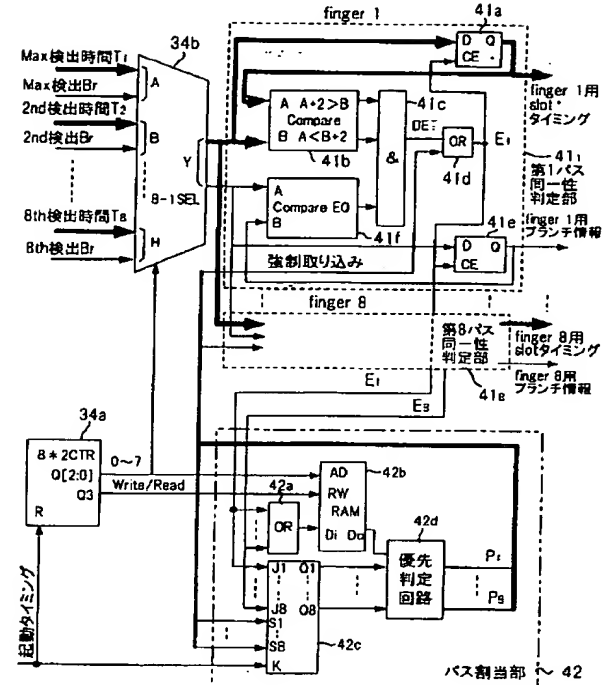 finger 1
34b
41a
Max検出時間T1
Max検出Br
2nd検出時間T2
2nd検出Br
8th検出時間T8
8th検出Br
A
B
H
Y
8-1SEL
D Q
CE
finger 1用
slot
タイミング
A A+2>B
Compare
B A<B+2
41b
41c
&
DET
OR
41d
E1
41₁
第1パス
同一性
判定部
A
Compare EQ
B
41f
41e
D Q
CE
finger 1用
ブランチ情報
強制取り込み
finger 8
第8パス
同一性
判定部
finger 8用
slotタイミング
finger 8用
ブランチ情報
41₈
E1
E8
34a
8*2CTR
Q[2:0]
Q3
R
0～7
Write/Read
起動タイミング
42a
OR
42b
AD
RW
RAM
Di Do
42d
優先
判定
回路
P1
P8
J1 Q1
J8 Q8
S1
S8
K
42c
パス割当部 ～ 42